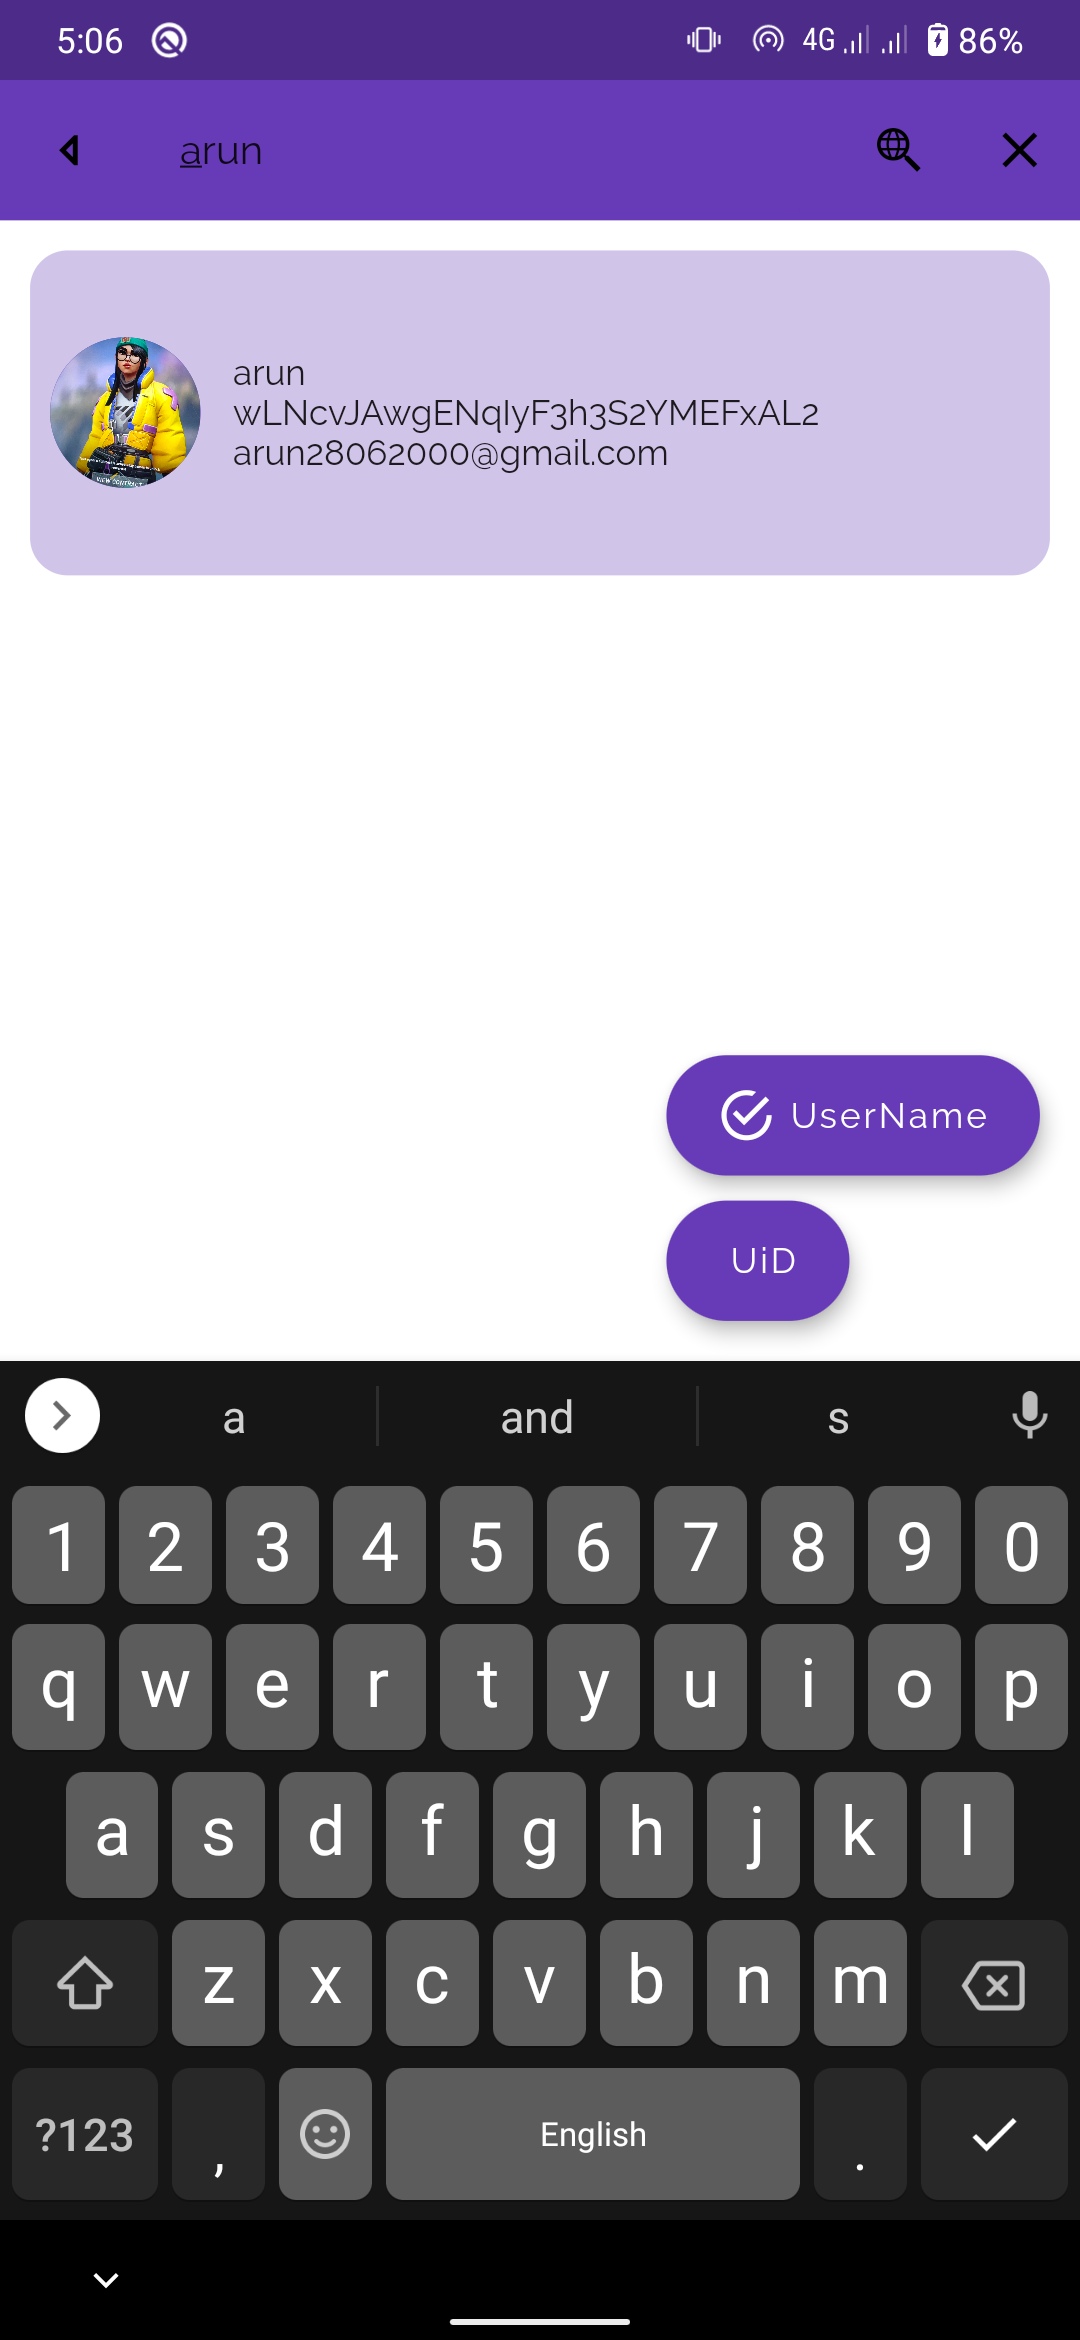 5:06 4G 86%
arun
arun
wLNcvJAwgENqIyF3h3S2YMEFxAL2
arun28062000@gmail.com
UserName
UiD
a and s
1 2 3 4 5 6 7 8 9 0
q w e r t y u i o p
a s d f g h j k l
z x c v b n m
?123 , English .